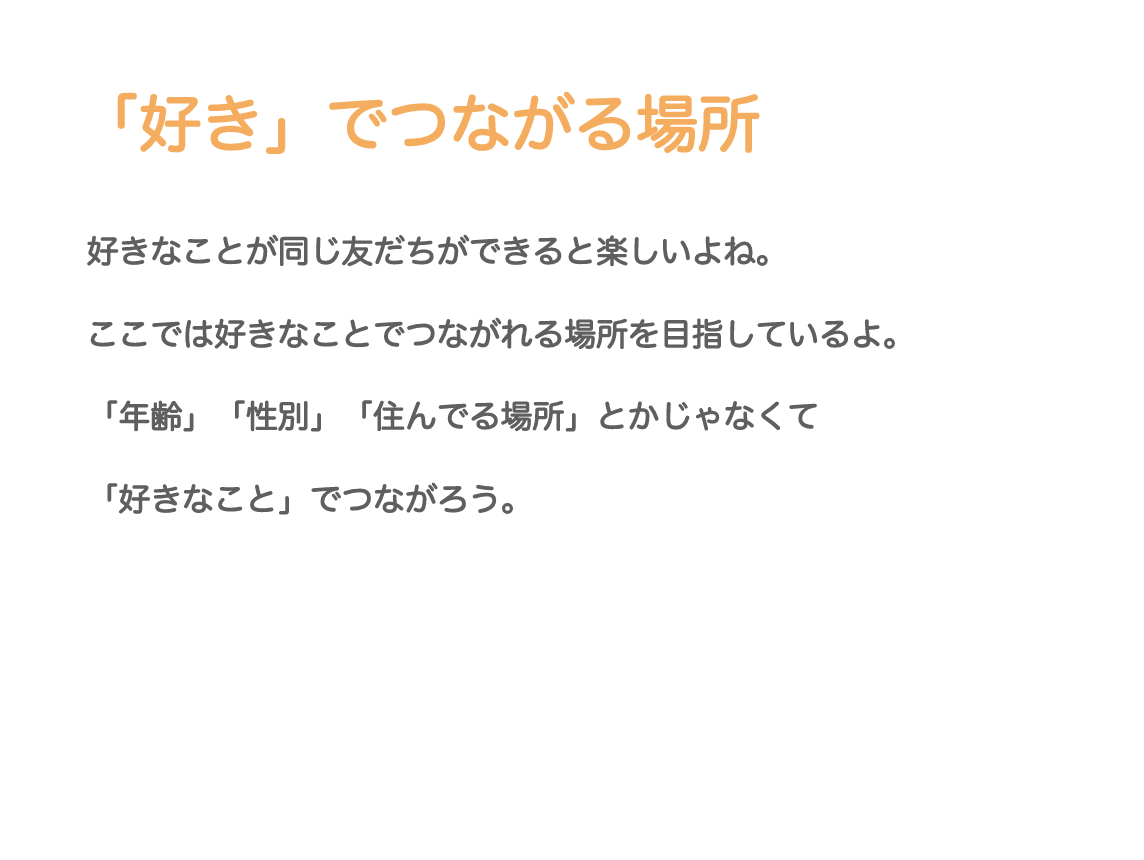 「好き」でつながる場所
好きなことが同じ友だちができると楽しいよね。
ここでは好きなことでつながれる場所を目指しているよ。
「年齢」「性別」「住んでる場所」とかじゃなくて
「好きなこと」でつながろう。